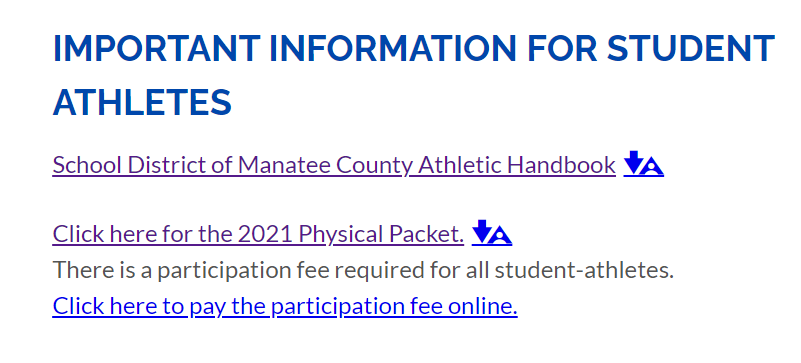 IMPORTANT INFORMATION FOR STUDENT
ATHLETES
School District of Manatee County Athletic Handbook
Click here for the 2021 Physical Packet.
There is a participation fee required for all student-athletes.
Click here to pay the participation fee online.